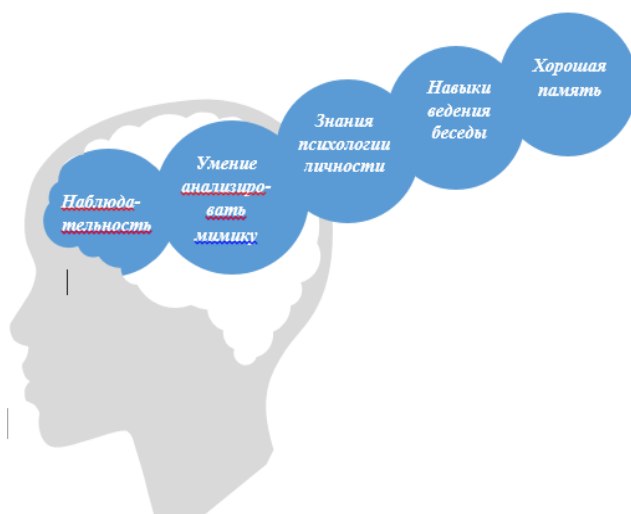 Наблюда-
тельность
Умение
анализиро-
вать
мимику
Знания
психологии
личности
Навыки
ведения
беседы
Хорошая
память